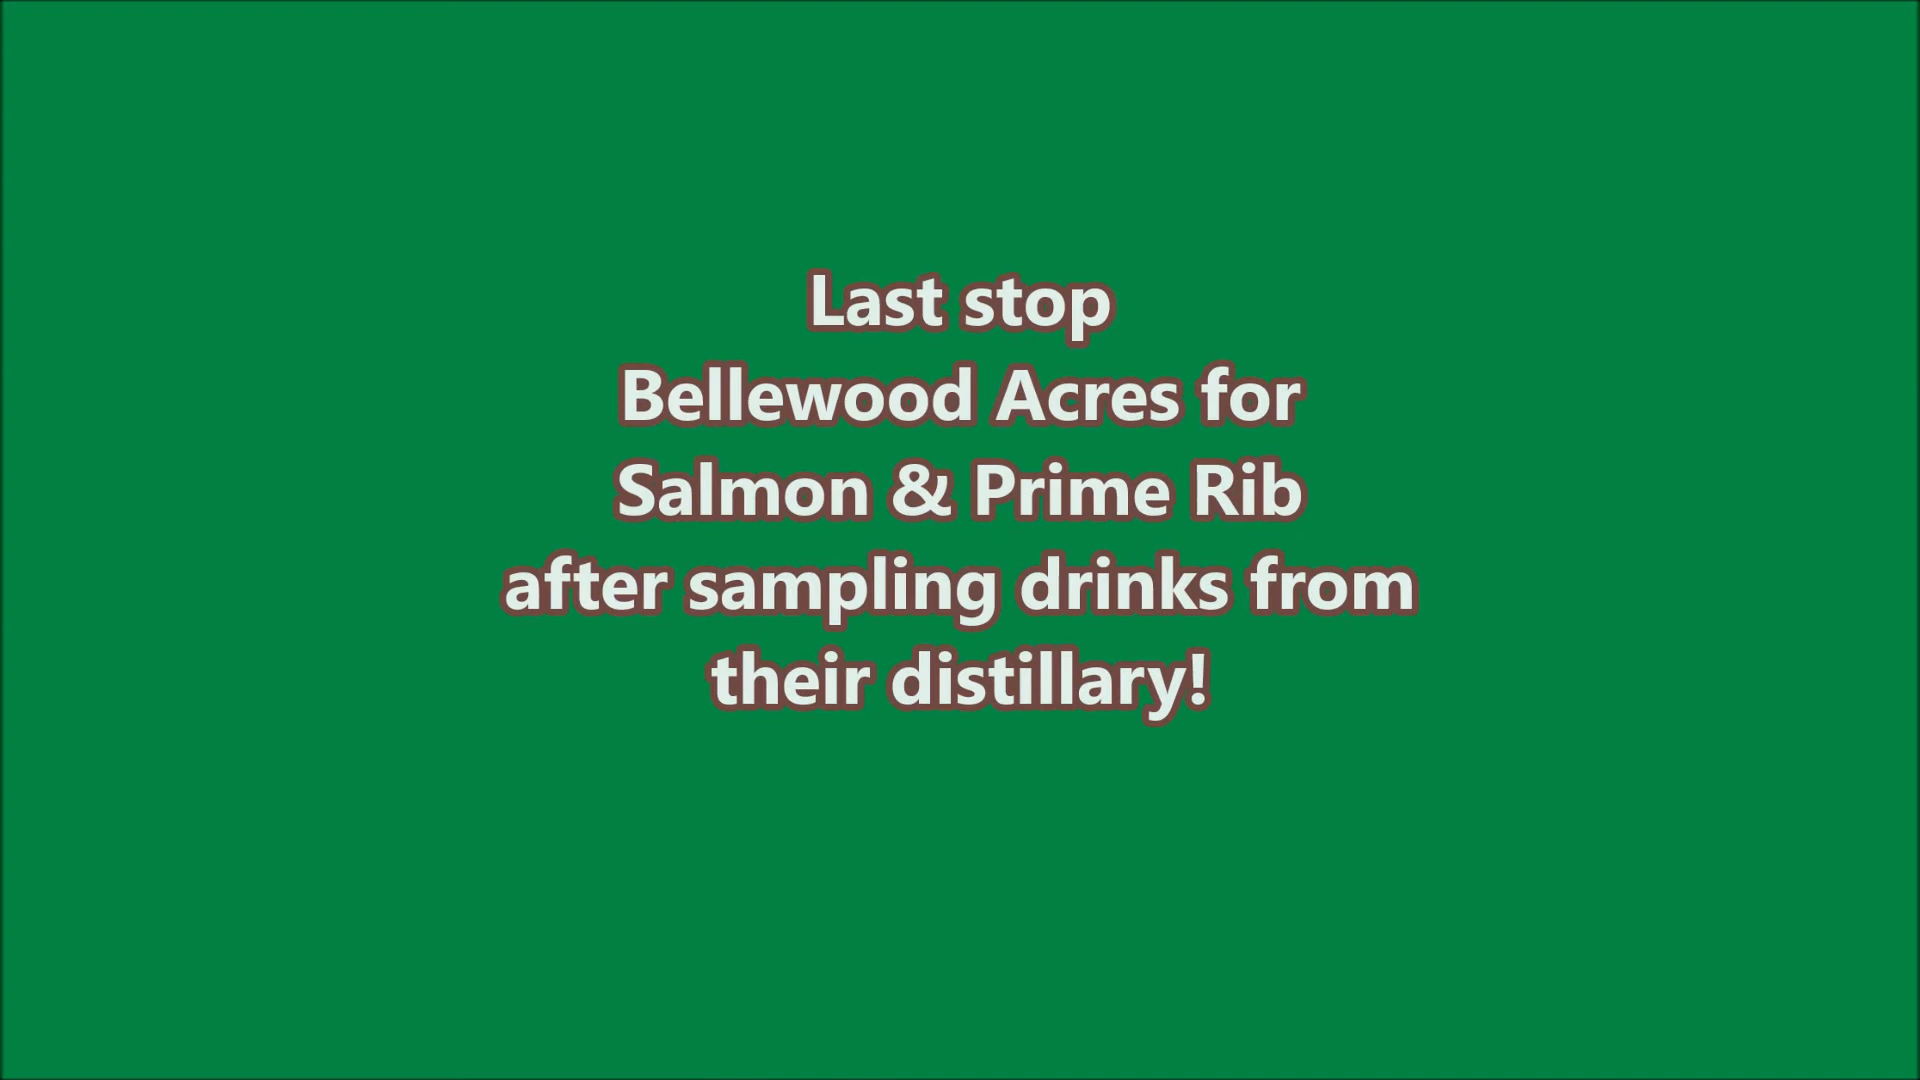 Last stop
Bellewood Acres for
Salmon & Prime Rib
after sampling drinks from
their distillary!